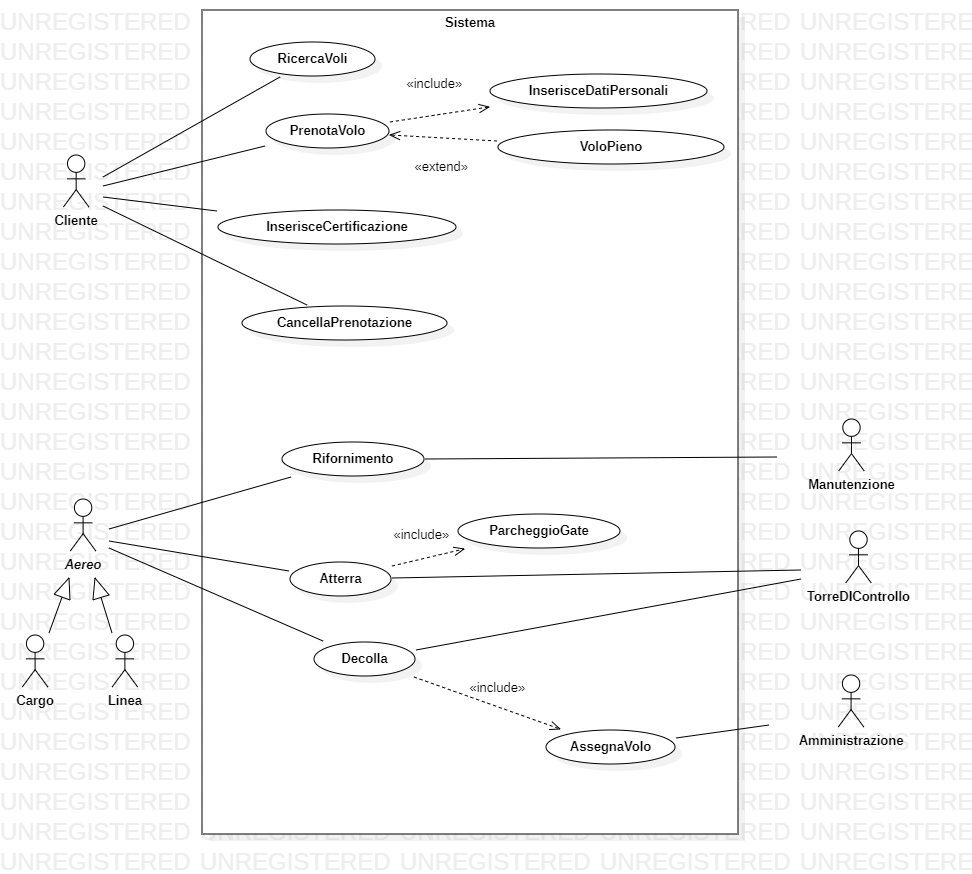 Sistema
RicercaVoli
«include»
InserisceDatiPersonali
PrenotaVolo
VoloPieno
«extend»
Cliente
InserisceCertificazione
CancellaPrenotazione
Rifornimento
Manutenzione
«include»
ParcheggioGate
Aereo
Atterra
TorreDIControllo
Decolla
«include»
Cargo
Linea
AssegnaVolo
Amministrazione
UNREGISTERED UNREGISTERED UNREGISTERED UNREGISTERED UNREGISTERED